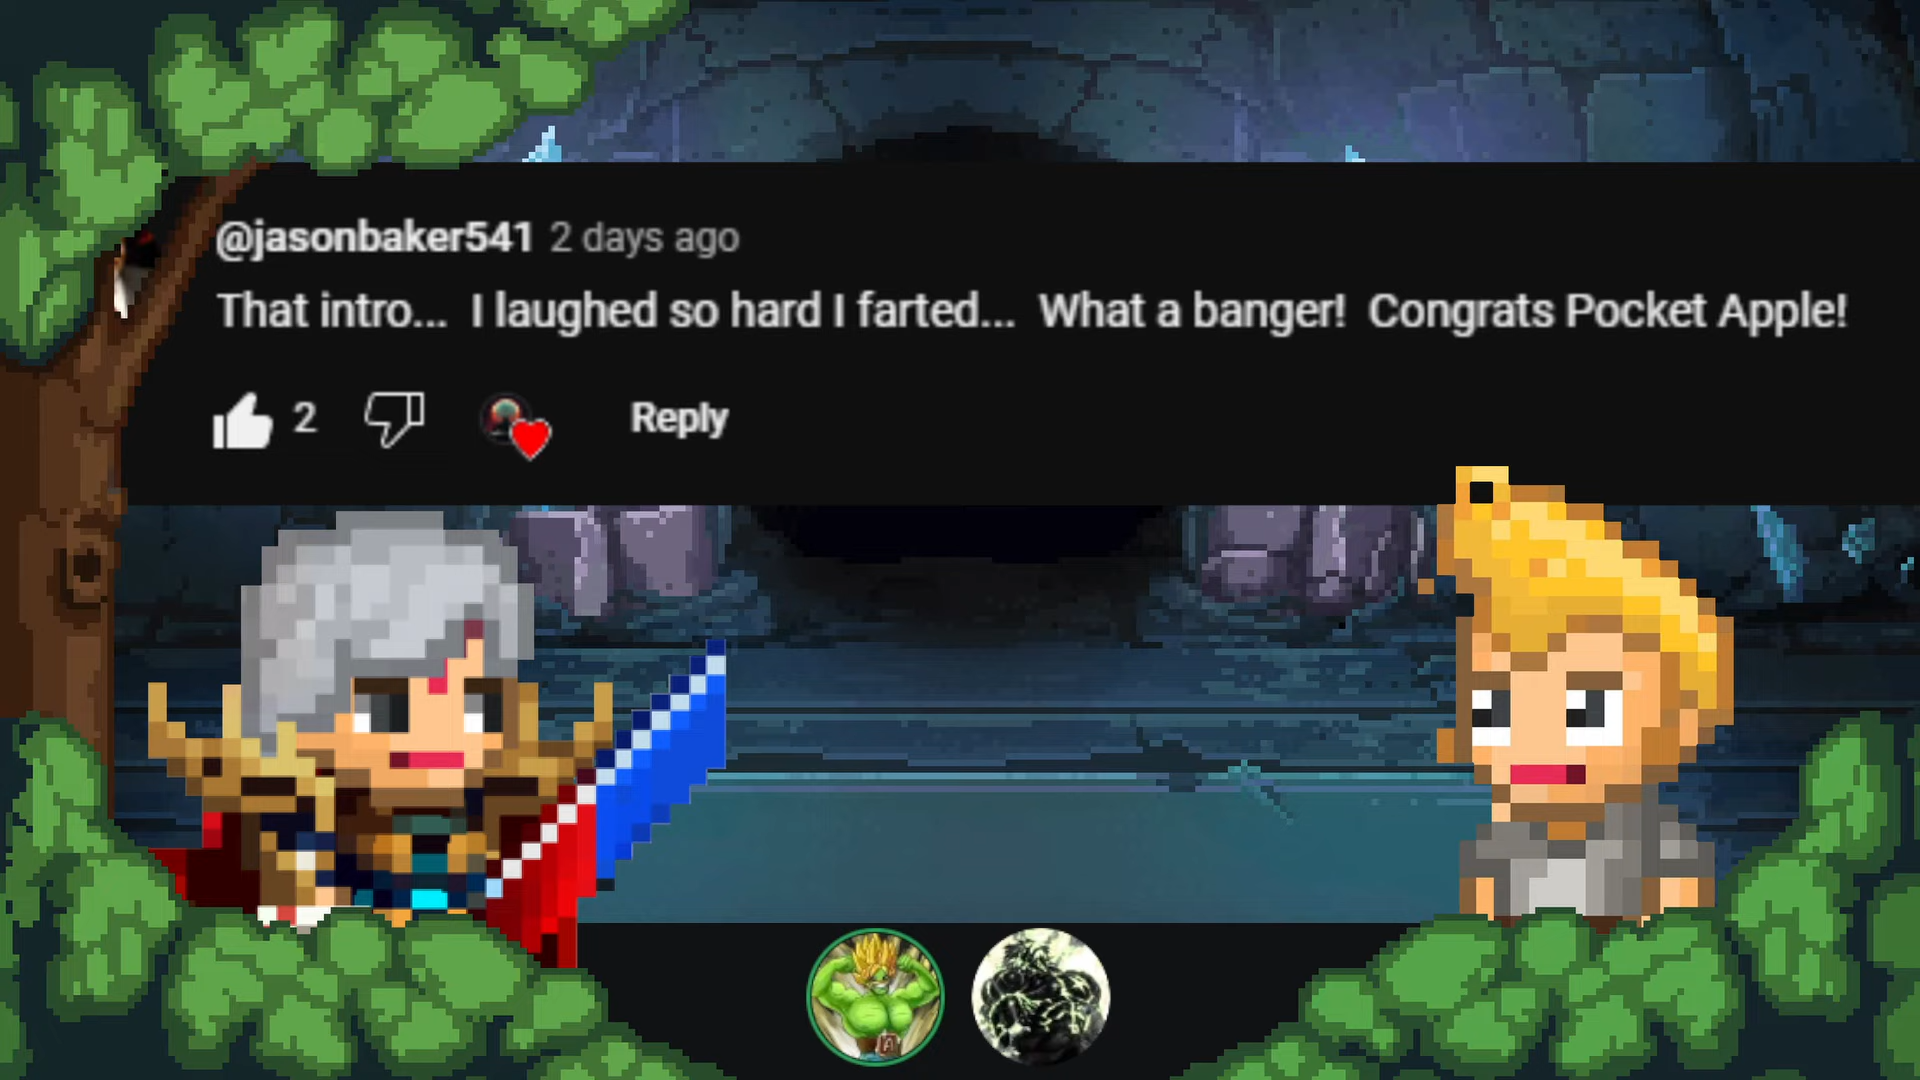 @jasonbaker541 2 days ago
That intro... I laughed so hard I farted... What a banger! Congrats Pocket Apple!
2 Reply